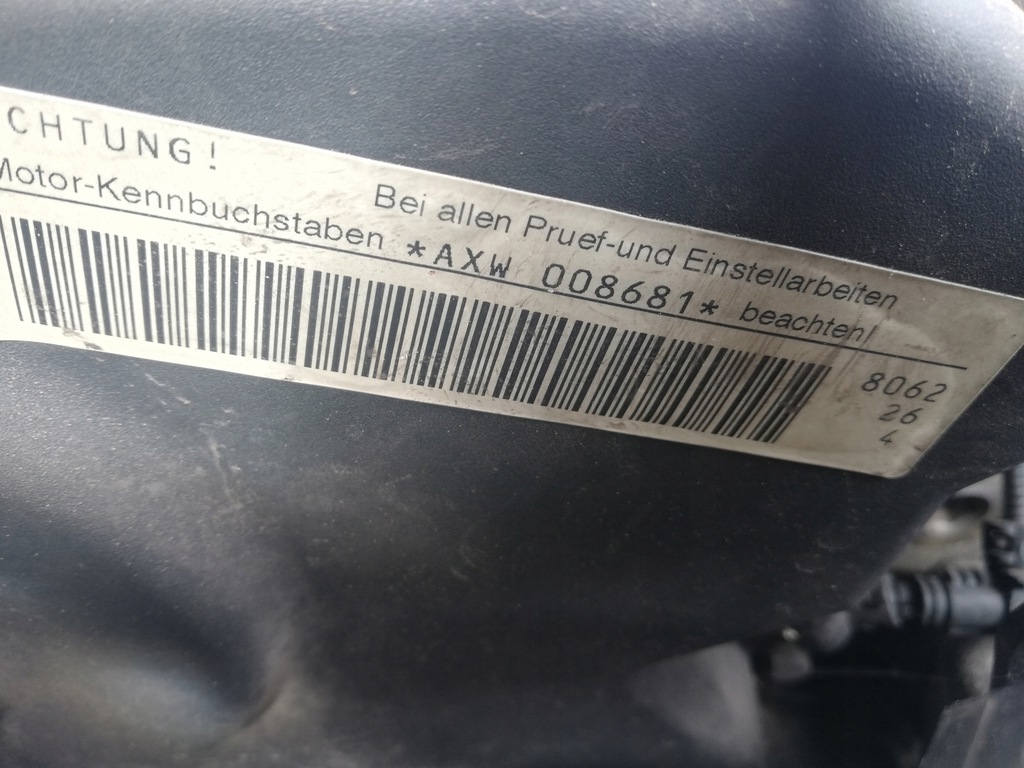 CHTUNG!
Bei allen Pruef-und Einstellarbeiten
Motor-Kennbuchstaben *AXW 008681* beachten!
8062
26
4